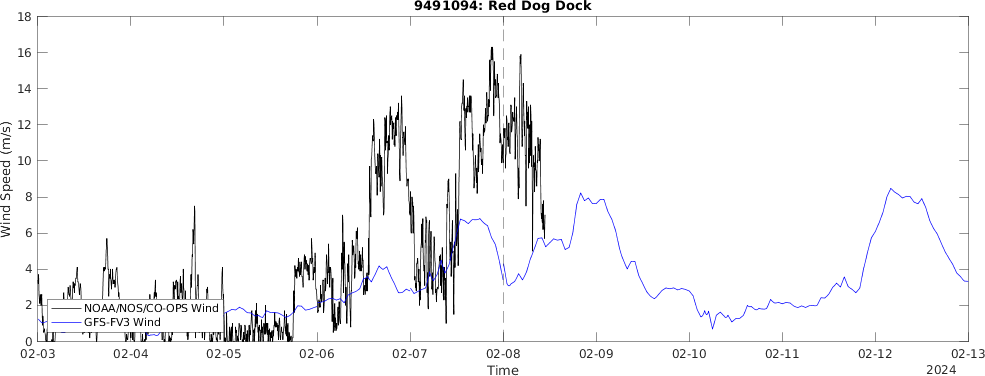 9491094: Red Dog Dock
18
16
14
12
10
8
6
4
2
0
Wind Speed (m/s)
NOAA/NOS/CO-OPS Wind
GFS-FV3 Wind
02-03 02-04 02-05 02-06 02-07 02-08 02-09 02-10 02-11 02-12 02-13
Time
2024